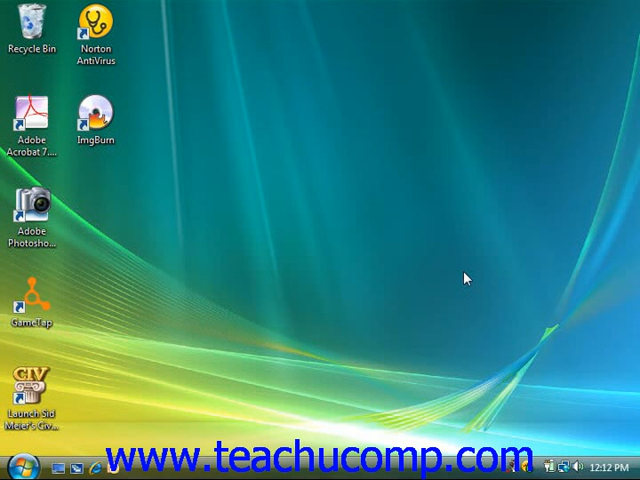 Recycle Bin
Norton
AntiVirus
Adobe
Acrobat 7....
ImgBurn
Adobe
Photosho...
GameTap
CIV
Launch Sid
Meier's Civ...
www.teachucomp.com
12:12 PM